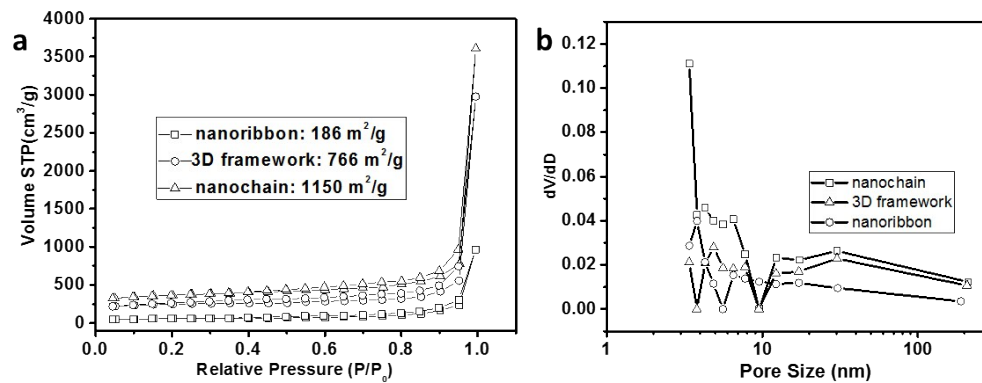 a
4000
3500
3000
2500
2000
1500
1000
500
0
Volume STP(cm³/g)
nanoribbon: 186 m²/g
3D framework: 766 m²/g
nanochain: 1150 m²/g
0.0 0.2 0.4 0.6 0.8 1.0
Relative Pressure (P/P₀)
b
0.12
0.10
0.08
0.06
0.04
0.02
0.00
dV/dD
nanochain
3D framework
nanoribbon
1 10 100
Pore Size (nm)